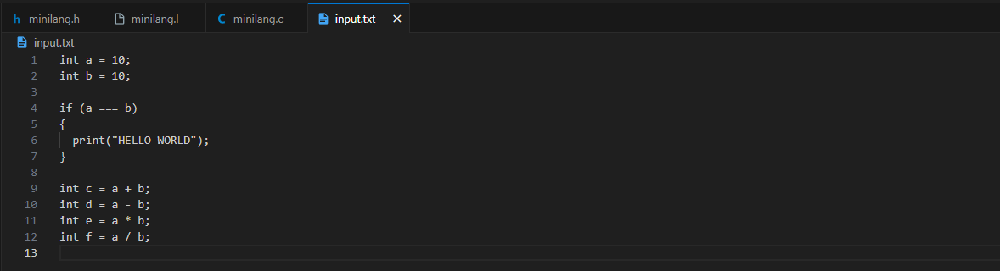 h minilang.h minilang.l C minilang.c input.txt ×
input.txt
1 int a = 10;
2 int b = 10;
3
4 if (a === b)
5 {
6 print("HELLO WORLD");
7 }
8
9 int c = a + b;
10 int d = a - b;
11 int e = a * b;
12 int f = a / b;
13